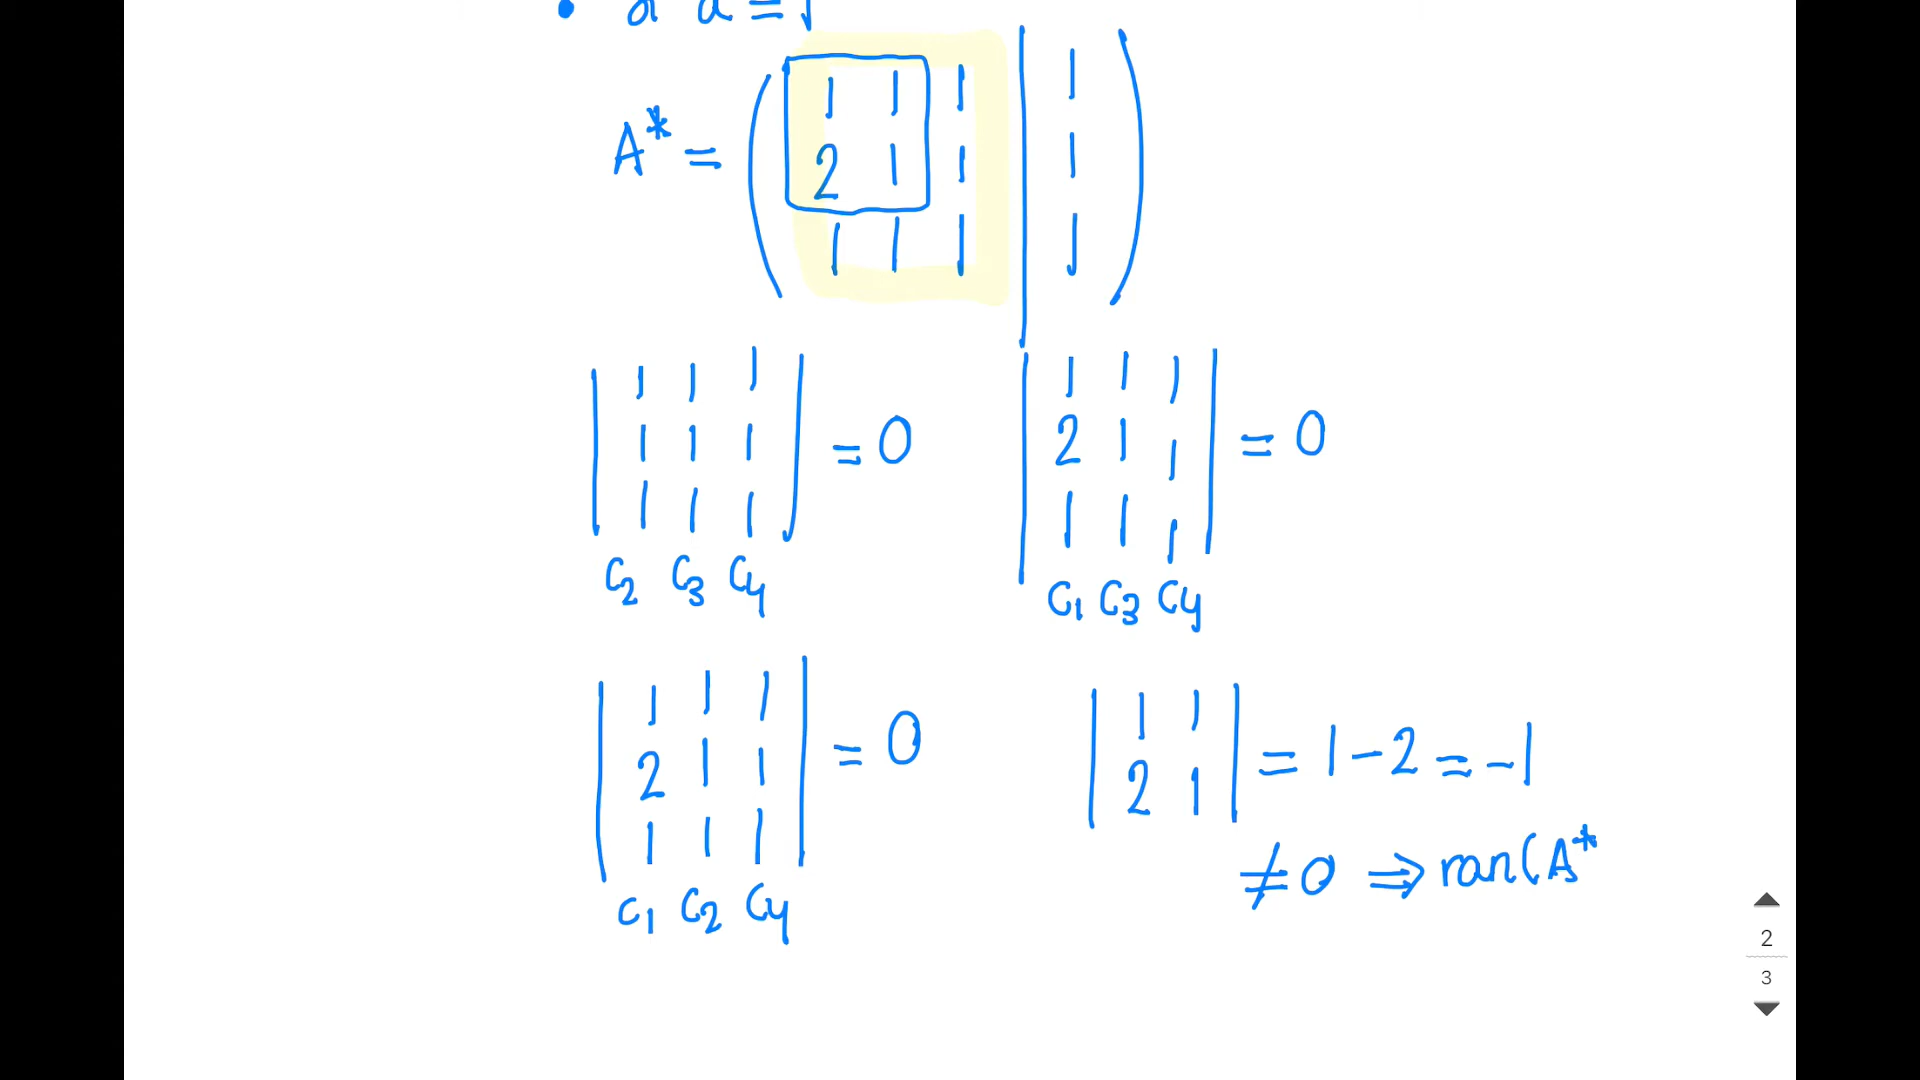 a =
A* = ( 1 1 1 | 1
2 1 1 | 1
1 1 1 | 1 )
| 1 1 1 |
| 1 1 1 | = 0
| 1 1 1 |
C2 C3 C4
| 1 1 1 |
| 2 1 1 | = 0
| 1 1 1 |
C1 C3 C4
| 1 1 1 |
| 2 1 1 | = 0
| 1 1 1 |
C1 C2 C4
| 1 1 |
| 2 1 | = 1 - 2 = -1
≠ 0 ⇒ ran(A*
2
3